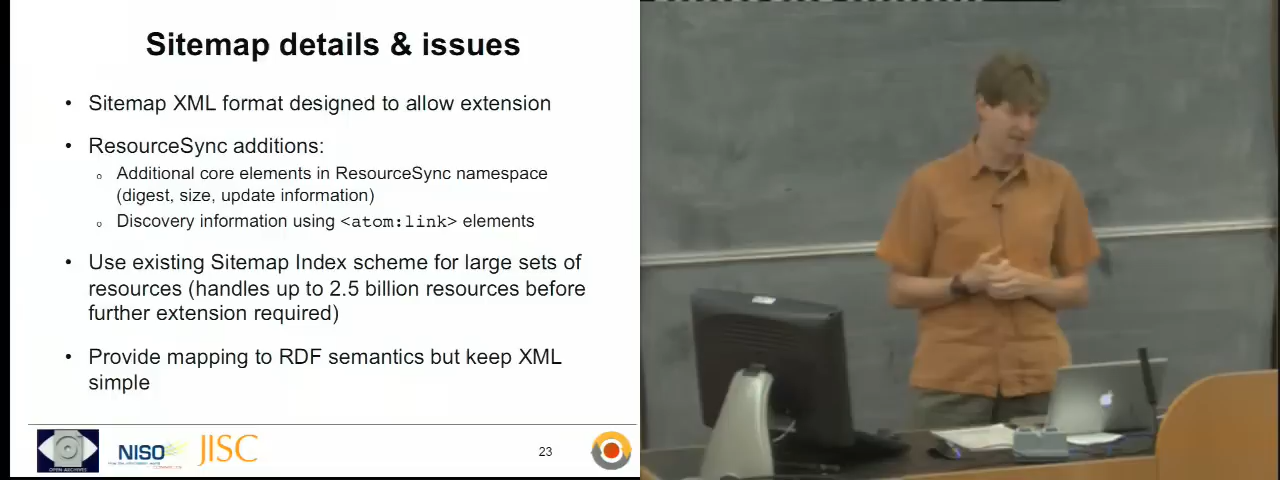 Sitemap details & issues
• Sitemap XML format designed to allow extension
• ResourceSync additions:
o Additional core elements in ResourceSync namespace
(digest, size, update information)
o Discovery information using <atom:link> elements
• Use existing Sitemap Index scheme for large sets of
resources (handles up to 2.5 billion resources before
further extension required)
• Provide mapping to RDF semantics but keep XML
simple
OPEN ARCHIVES
NISO
JISC
23